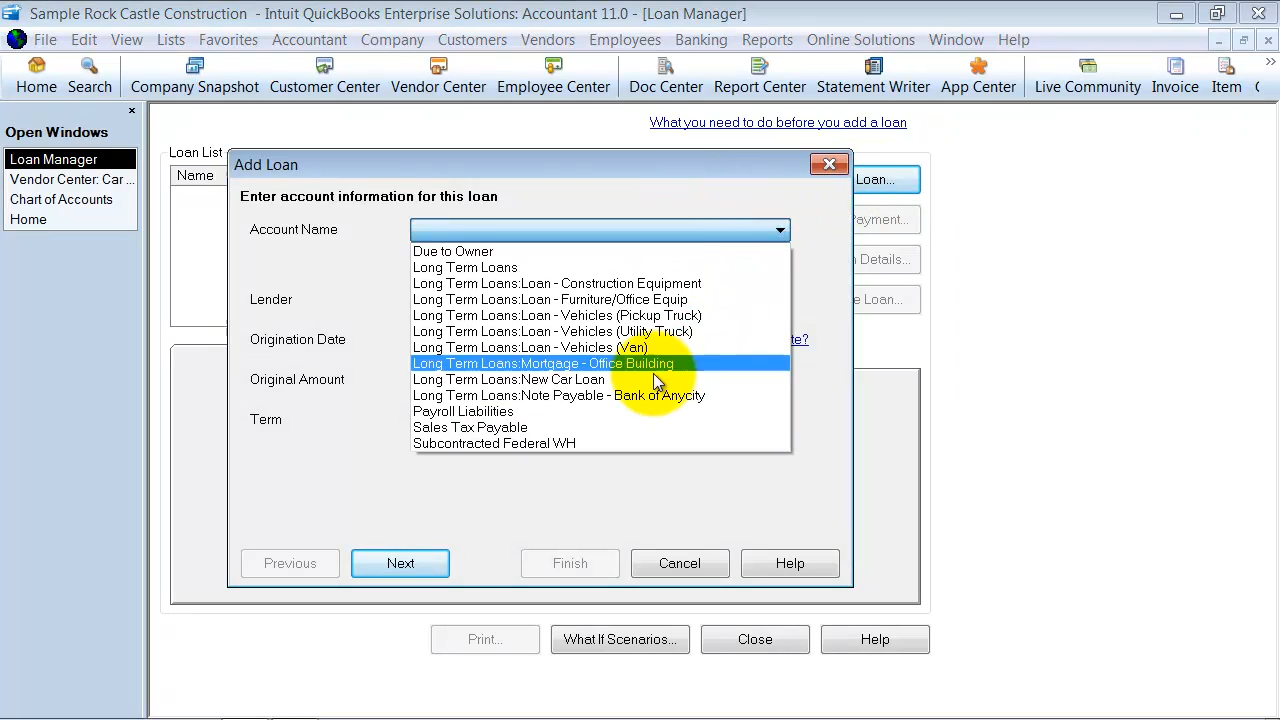 Sample Rock Castle Construction - Intuit QuickBooks Enterprise Solutions: Accountant 11.0 - [Loan Manager]
File Edit View Lists Favorites Accountant Company Customers Vendors Employees Banking Reports Online Solutions Window Help
Home Search Company Snapshot Customer Center Vendor Center Employee Center Doc Center Report Center Statement Writer App Center Live Community Invoice Item
Open Windows
Loan Manager
Vendor Center: Car ...
Chart of Accounts
Home
What you need to do before you add a loan
Loan List
Name
Loan...
Payment...
Details...
Loan...
Add Loan
Enter account information for this loan
Account Name
Due to Owner
Long Term Loans
Long Term Loans:Loan - Construction Equipment
Long Term Loans:Loan - Furniture/Office Equip
Long Term Loans:Loan - Vehicles (Pickup Truck)
Long Term Loans:Loan - Vehicles (Utility Truck)
Long Term Loans:Loan - Vehicles (Van)
Long Term Loans:Mortgage - Office Building
Long Term Loans:New Car Loan
Long Term Loans:Note Payable - Bank of Anycity
Payroll Liabilities
Sales Tax Payable
Subcontracted Federal WH
Lender
Origination Date
Original Amount
Term
Previous Next Finish Cancel Help
Print... What If Scenarios... Close Help